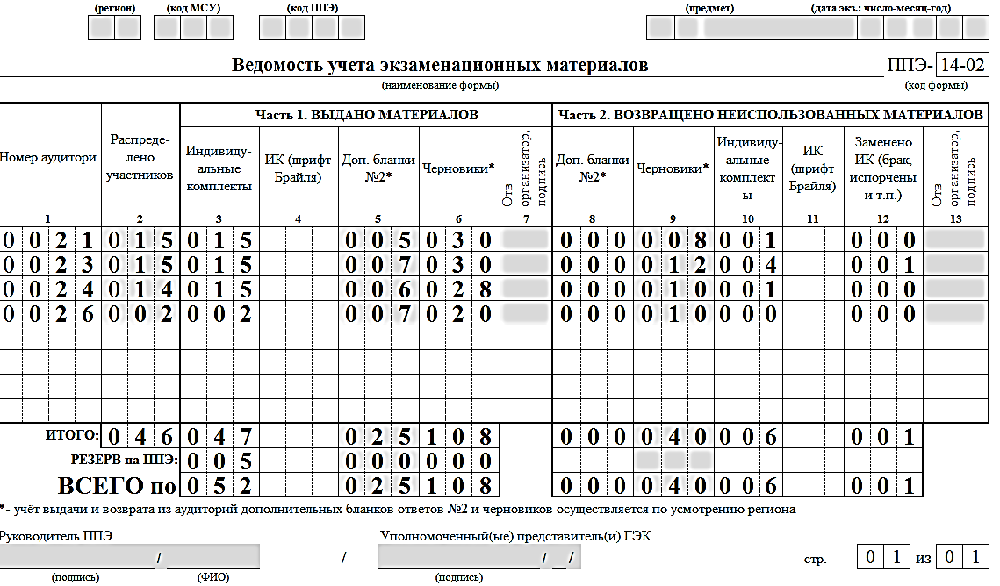 (регион) (код МСУ) (код ППЭ) (предмет) (дата экз.: число-месяц-год)
Ведомость учета экзаменационных материалов ППЭ- 14-02
(наименование формы) (код формы)
Номер аудитори Распреде-лено участников Часть 1. ВЫДАНО МАТЕРИАЛОВ Часть 2. ВОЗВРАЩЕНО НЕИСПОЛЬЗОВАННЫХ МАТЕРИАЛОВ
Индивиду-альные комплекты ИК (шрифт Брайля) Доп. бланки №2* Черновики* Отв. организатор, подпись Доп. бланки №2* Черновики* Индивиду-альные комплект ы ИК (шрифт Брайля) Заменено ИК (брак, испорчены и т.п.) Отв. организатор, подпись
1 2 3 4 5 6 7 8 9 10 11 12 13
0021 015 015 005 030 000 008 001 000
0023 015 015 007 030 000 012 004 001
0024 014 015 006 028 000 010 001 000
0026 002 002 007 020 000 010 000 000
ИТОГО: 046 047 025 108 000 040 006 001
РЕЗЕРВ на ППЭ: 005 000 000
ВСЕГО по 052 025 108 000 040 006 001
*- учёт выдачи и возврата из аудиторий дополнительных бланков ответов №2 и черновиков осуществляется по усмотрению региона
Руководитель ППЭ Уполномоченный(ые) представитель(и) ГЭК
/ / / /
стр. 01 из 01
(подпись) (ФИО) (подпись)